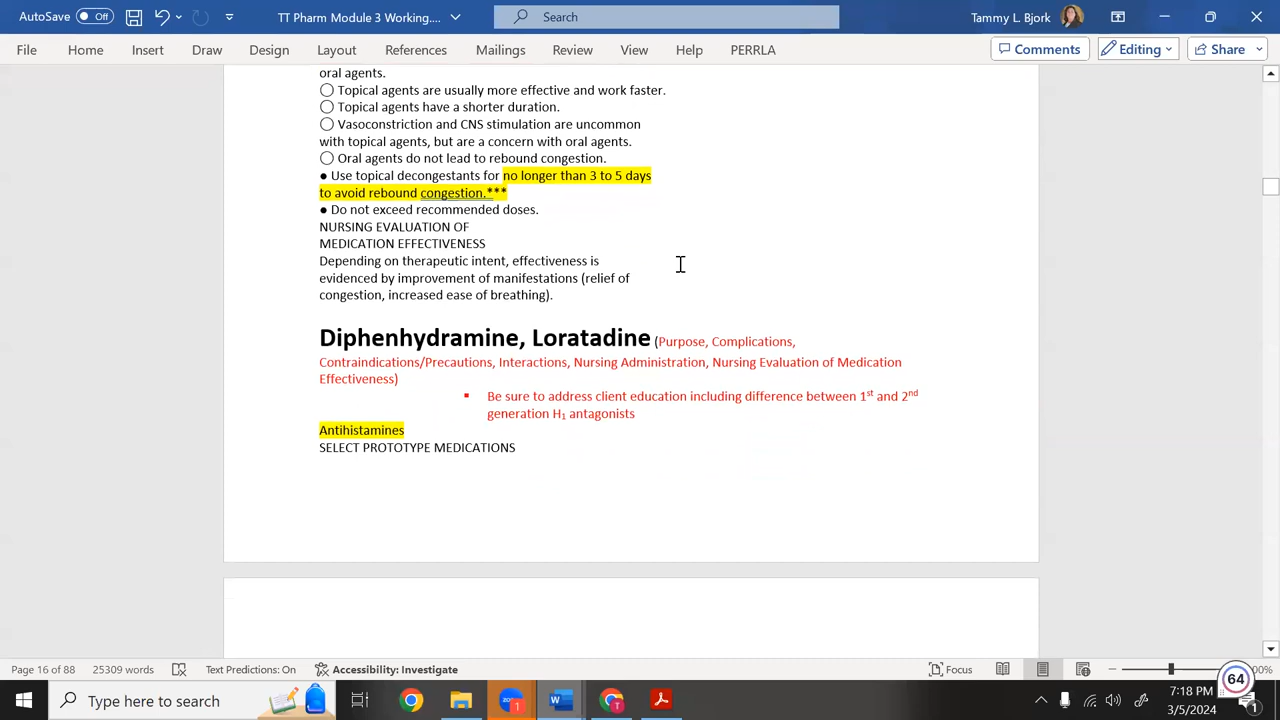 AutoSave Off TT Pharm Module 3 Working.... Search Tammy L. Bjork
File Home Insert Draw Design Layout References Mailings Review View Help PERRLA Comments Editing Share
oral agents.
◯ Topical agents are usually more effective and work faster.
◯ Topical agents have a shorter duration.
◯ Vasoconstriction and CNS stimulation are uncommon
with topical agents, but are a concern with oral agents.
◯ Oral agents do not lead to rebound congestion.
● Use topical decongestants for no longer than 3 to 5 days
to avoid rebound congestion.***
● Do not exceed recommended doses.
NURSING EVALUATION OF
MEDICATION EFFECTIVENESS
Depending on therapeutic intent, effectiveness is
evidenced by improvement of manifestations (relief of
congestion, increased ease of breathing).
Diphenhydramine, Loratadine (Purpose, Complications,
Contraindications/Precautions, Interactions, Nursing Administration, Nursing Evaluation of Medication
Effectiveness)
▪ Be sure to address client education including difference between 1st and 2nd
generation H1 antagonists
Antihistamines
SELECT PROTOTYPE MEDICATIONS
Page 16 of 88 25309 words Text Predictions: On Accessibility: Investigate Focus
Type here to search 64 7:18 PM
3/5/2024